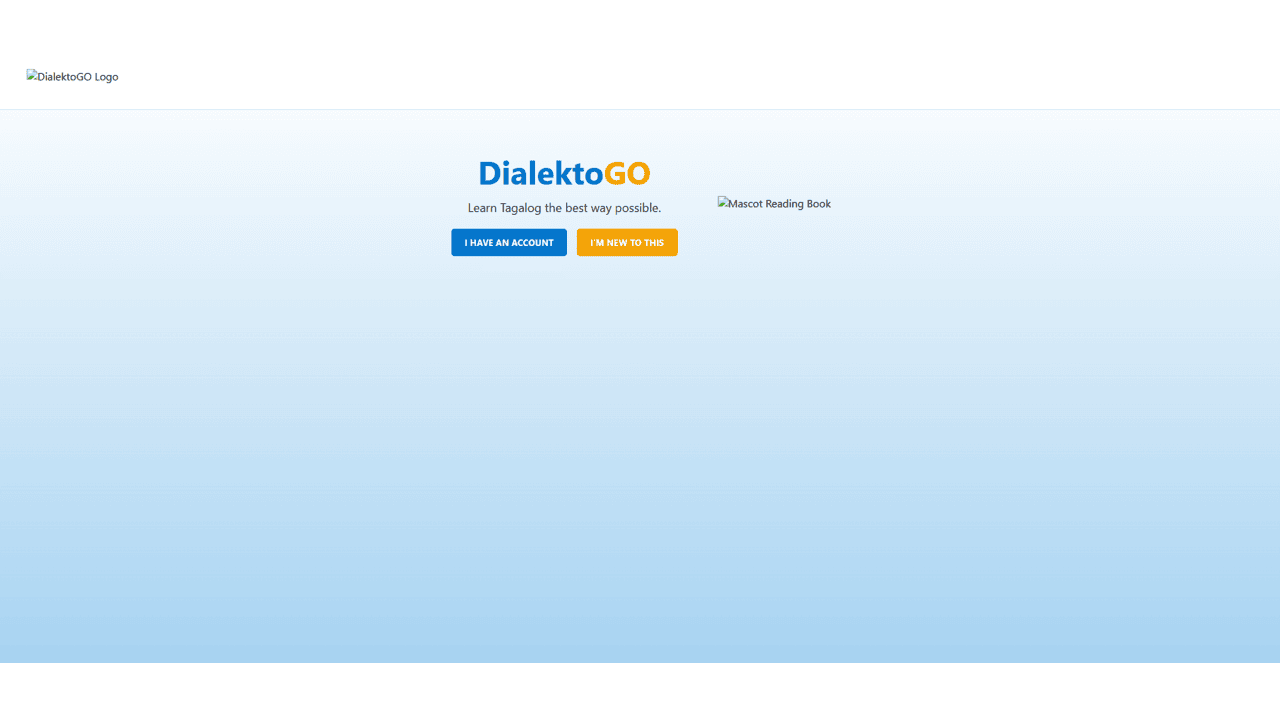 DialektoGO Logo
DialektoGO
Learn Tagalog the best way possible.
Mascot Reading Book
I HAVE AN ACCOUNT
I'M NEW TO THIS